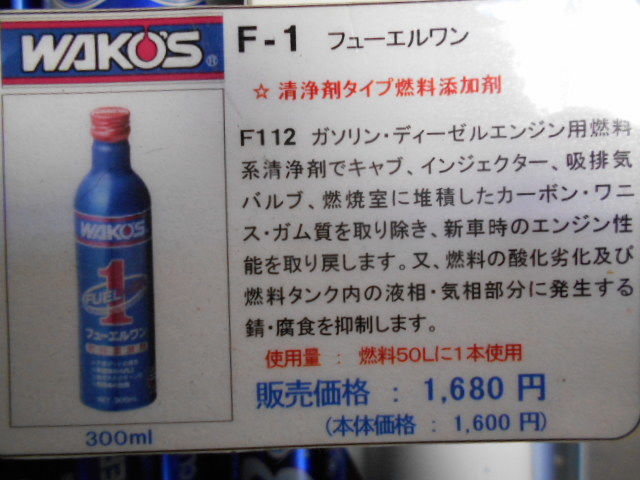 WAKO'S®
F-1 フューエルワン
☆ 清浄剤タイプ燃料添加剤
F112 ガソリン・ディーゼルエンジン用燃料
系清浄剤でキャブ、インジェクター、吸排気
バルブ、燃焼室に堆積したカーボン・ワニ
ス・ガム質を取り除き、新車時のエンジン性
能を取り戻します。又、燃料の酸化劣化及び
燃料タンク内の液相・気相部分に発生する
錆・腐食を抑制します。
使用量 : 燃料50Lに1本使用
販売価格 : 1,680 円
(本体価格 : 1,600 円)
WAKO'S
1
FUEL
フューエルワン
300ml